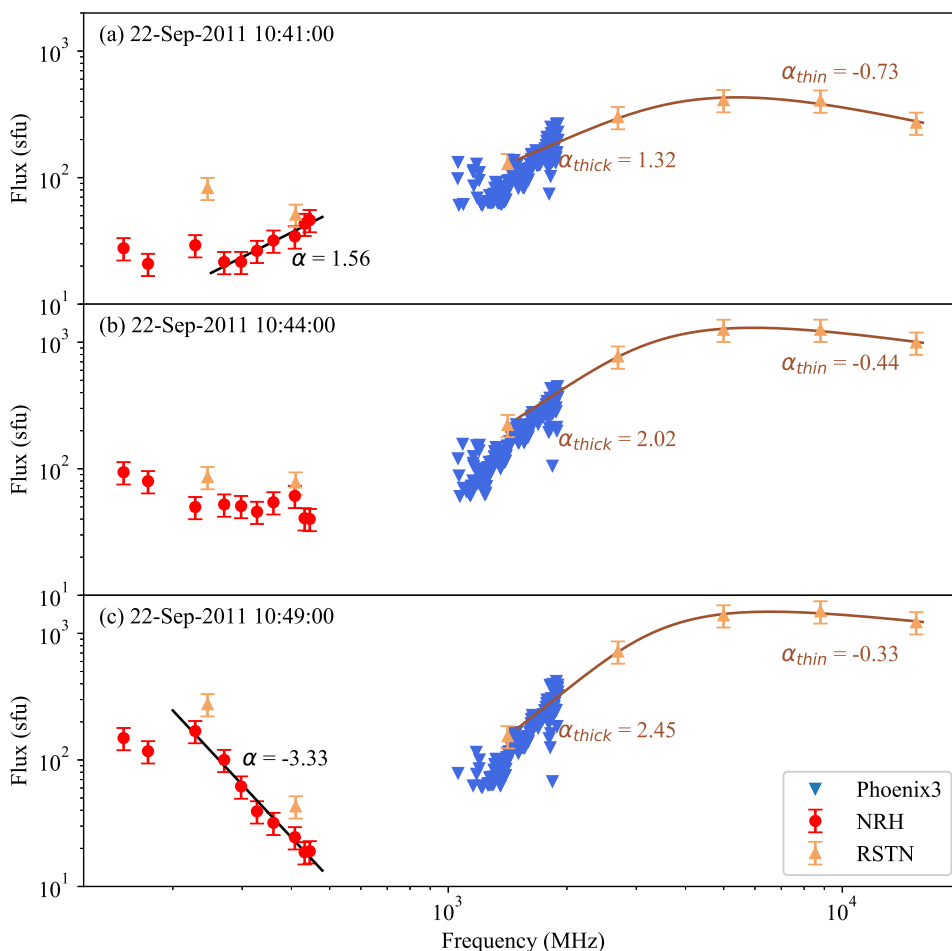 (a) 22-Sep-2011 10:41:00
10³
10²
10¹
Flux (sfu)
α = 1.56
α_thick = 1.32
α_thin = -0.73
(b) 22-Sep-2011 10:44:00
10³
10²
10¹
Flux (sfu)
α_thick = 2.02
α_thin = -0.44
(c) 22-Sep-2011 10:49:00
10³
10²
10¹
Flux (sfu)
α = -3.33
α_thick = 2.45
α_thin = -0.33
Phoenix3
NRH
RSTN
10³
10⁴
Frequency (MHz)